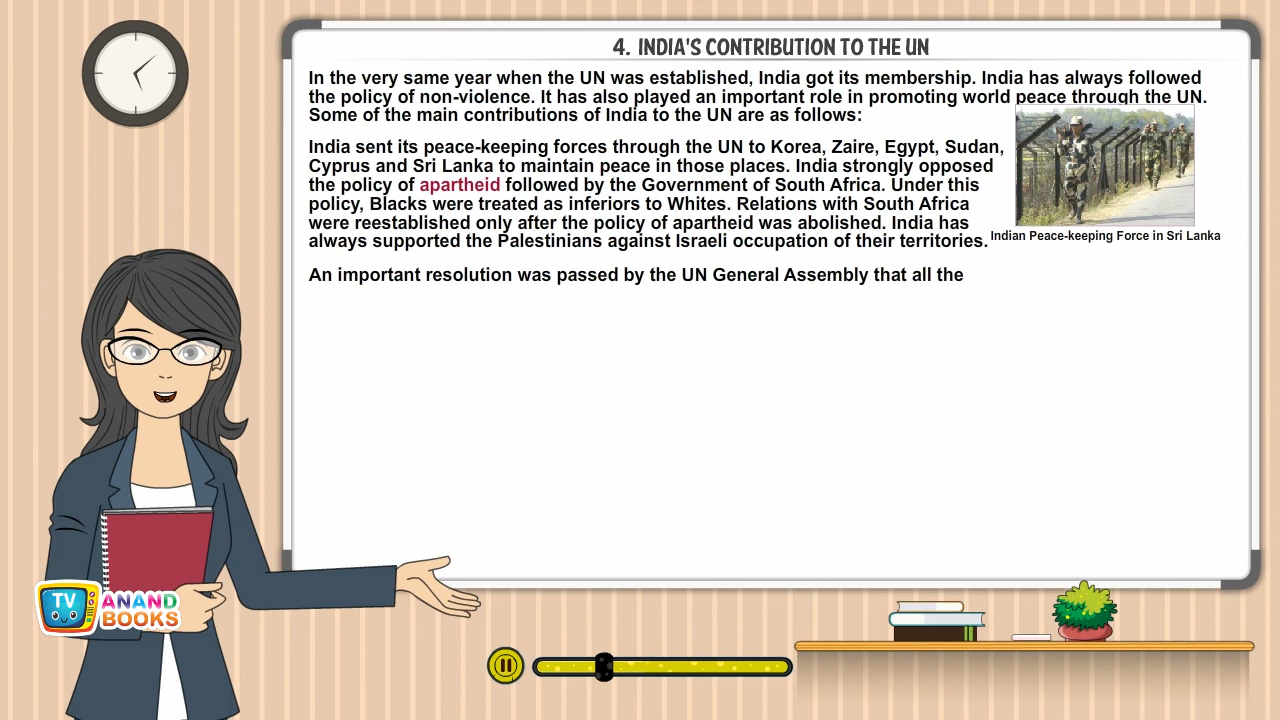 4. INDIA'S CONTRIBUTION TO THE UN
In the very same year when the UN was established, India got its membership. India has always followed
the policy of non-violence. It has also played an important role in promoting world peace through the UN.
Some of the main contributions of India to the UN are as follows:
India sent its peace-keeping forces through the UN to Korea, Zaire, Egypt, Sudan,
Cyprus and Sri Lanka to maintain peace in those places. India strongly opposed
the policy of apartheid followed by the Government of South Africa. Under this
policy, Blacks were treated as inferiors to Whites. Relations with South Africa
were reestablished only after the policy of apartheid was abolished. India has
always supported the Palestinians against Israeli occupation of their territories.
Indian Peace-keeping Force in Sri Lanka
An important resolution was passed by the UN General Assembly that all the
TV
ANAND
BOOKS